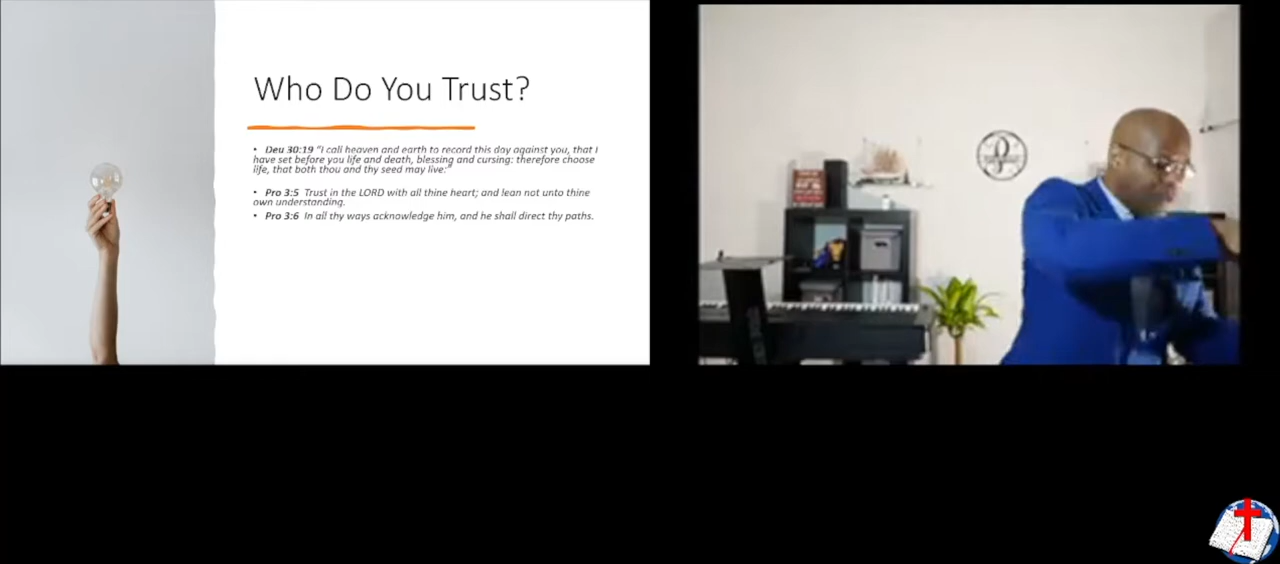 Who Do You Trust?
• Deu 30:19 "I call heaven and earth to record this day against you, that I
have set before you life and death, blessing and cursing: therefore choose
life, that both thou and thy seed may live:"
• Pro 3:5 Trust in the LORD with all thine heart; and lean not unto thine
own understanding.
• Pro 3:6 In all thy ways acknowledge him, and he shall direct thy paths.